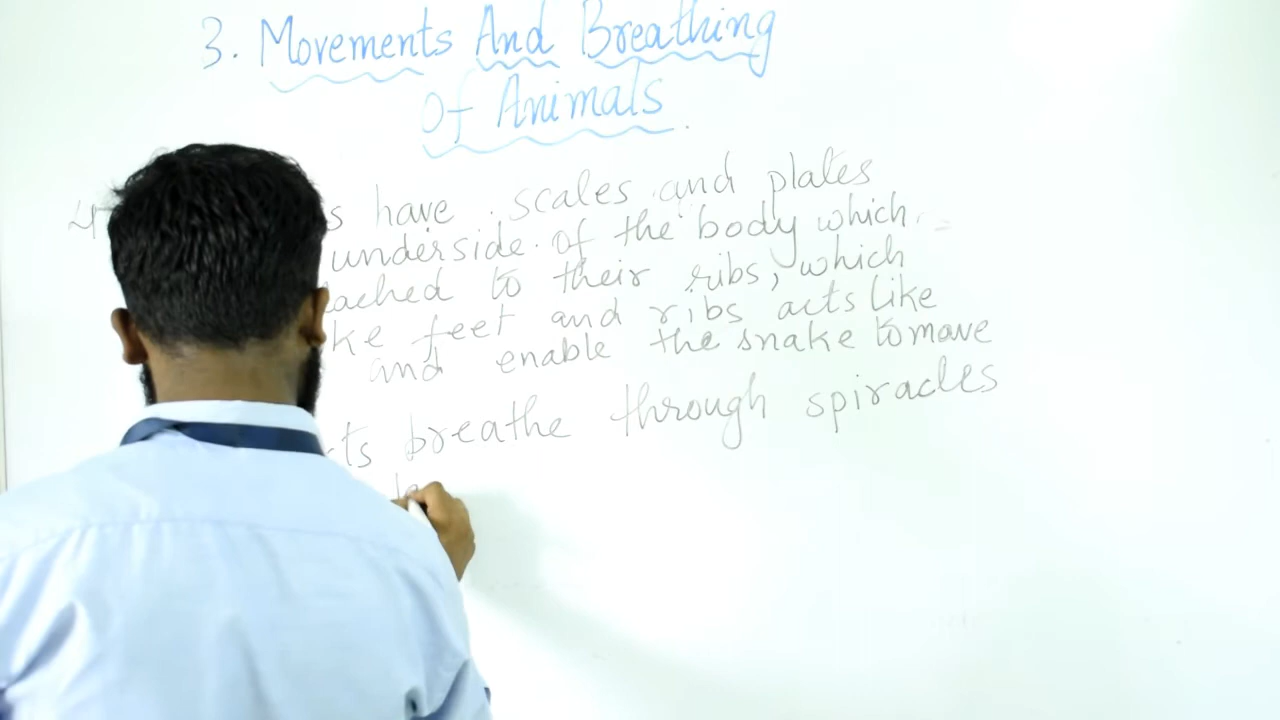 3. Movements And Breathing
Of Animals.
s have scales and plates
underside of the body which
ached to their ribs, which
ke feet and ribs acts like
and enable the snake to move
ts breathe through spiracles